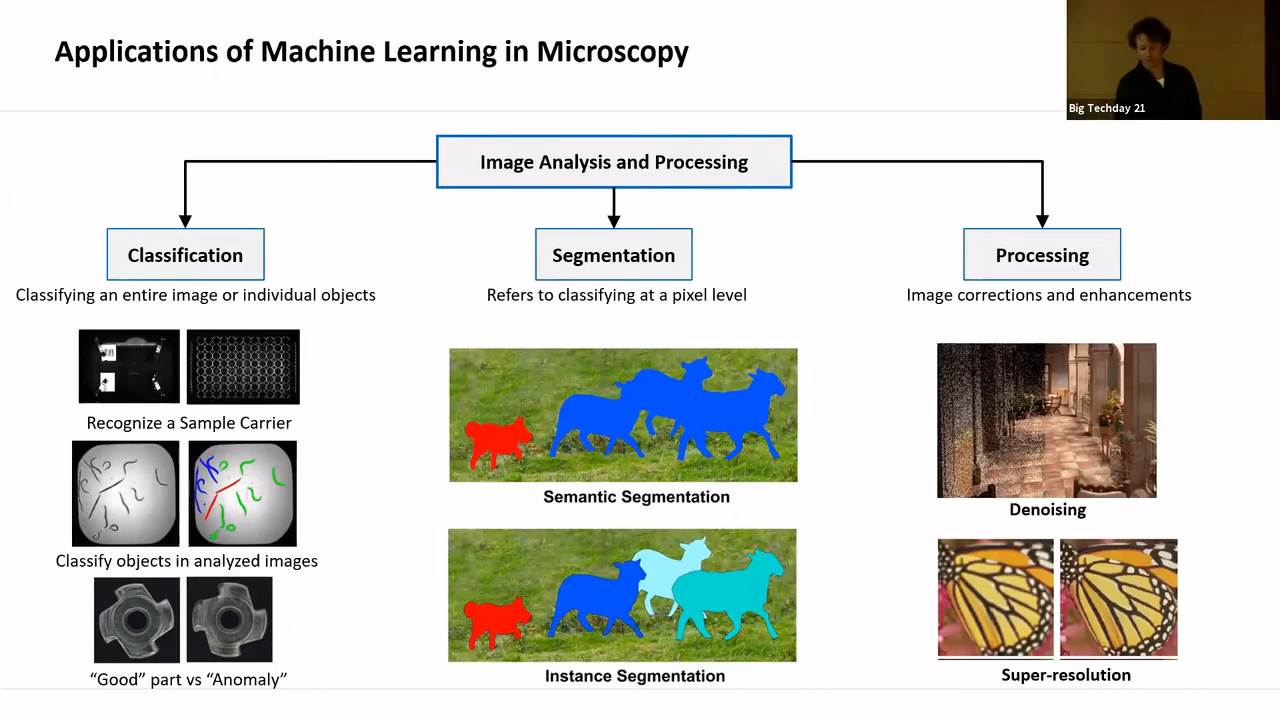 Applications of Machine Learning in Microscopy
Big Techday 21
Image Analysis and Processing
Classification
Classifying an entire image or individual objects
Recognize a Sample Carrier
Classify objects in analyzed images
“Good” part vs “Anomaly”
Segmentation
Refers to classifying at a pixel level
Semantic Segmentation
Instance Segmentation
Processing
Image corrections and enhancements
Denoising
Super-resolution